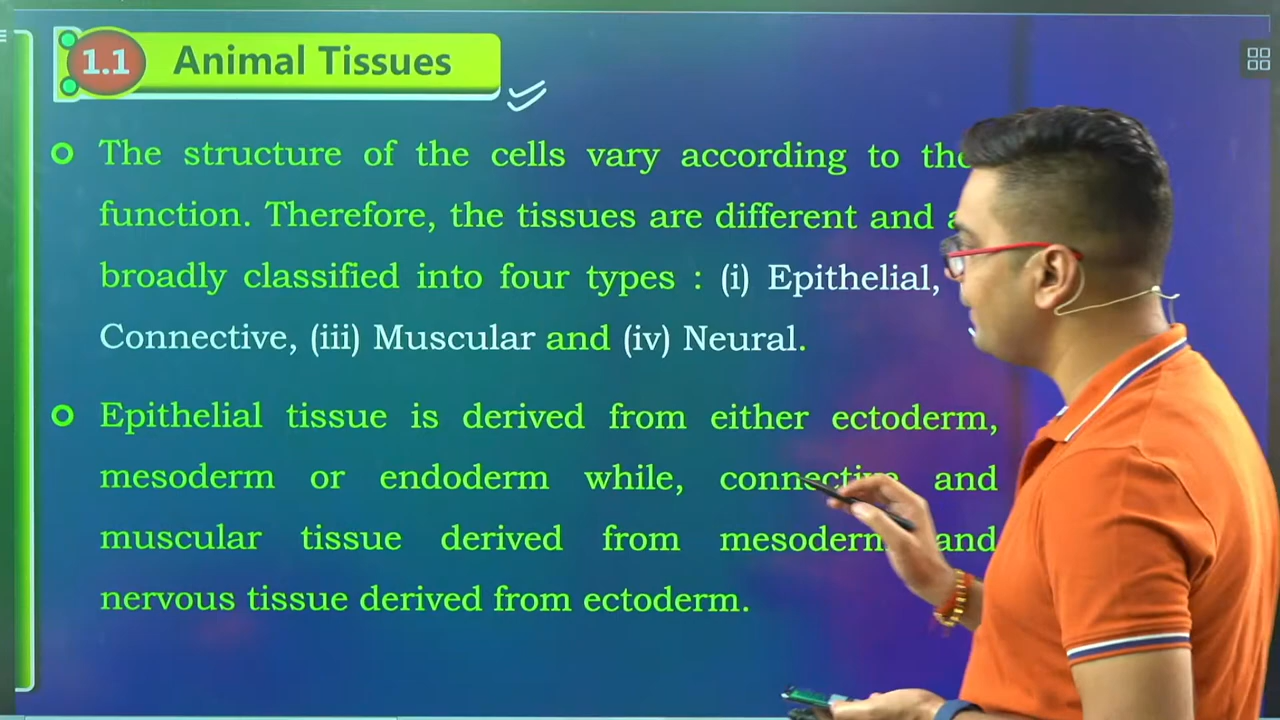 1.1 Animal Tissues
The structure of the cells vary according to
function. Therefore, the tissues are different and
broadly classified into four types : (i) Epithelial,
Connective, (iii) Muscular and (iv) Neural.
Epithelial tissue is derived from either ectoderm,
mesoderm or endoderm while, connective and
muscular tissue derived from mesoderm and
nervous tissue derived from ectoderm.